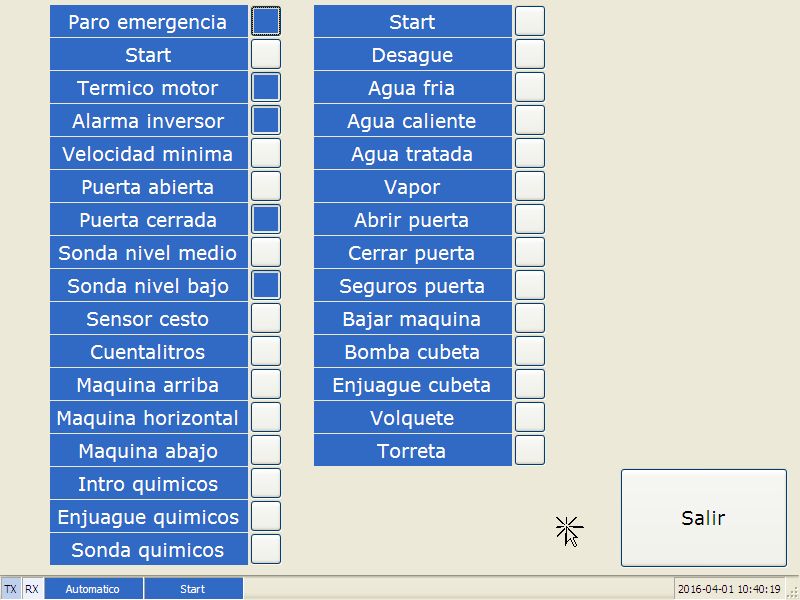 Paro emergencia
Start
Termico motor
Alarma inversor
Velocidad minima
Puerta abierta
Puerta cerrada
Sonda nivel medio
Sonda nivel bajo
Sensor cesto
Cuentalitros
Maquina arriba
Maquina horizontal
Maquina abajo
Intro quimicos
Enjuague quimicos
Sonda quimicos
Start
Desague
Agua fria
Agua caliente
Agua tratada
Vapor
Abrir puerta
Cerrar puerta
Seguros puerta
Bajar maquina
Bomba cubeta
Enjuague cubeta
Volquete
Torreta
Salir
TX RX Automatico Start 2016-04-01 10:40:19